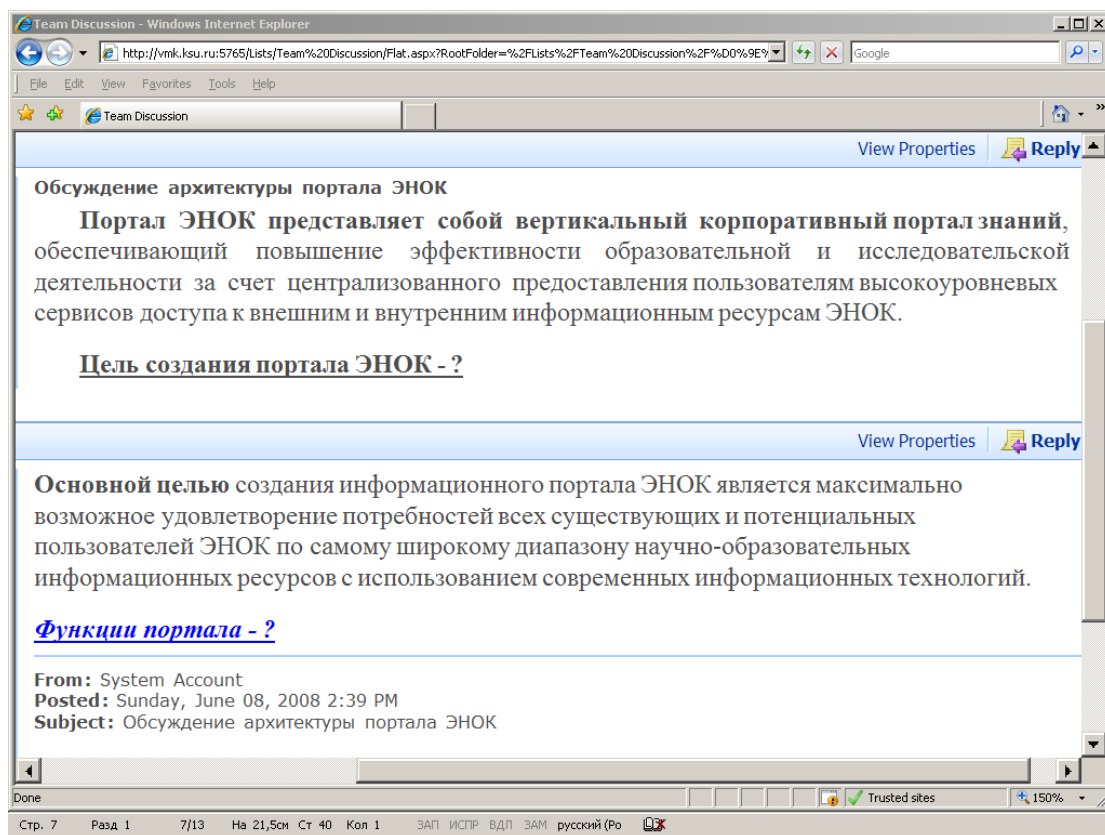 Team Discussion - Windows Internet Explorer
http://vmk.ksu.ru:5765/Lists/Team%20Discussion/Flat.aspx?RootFolder=%2FLists%2FTeam%20Discussion%2F%D0%9E% Google
File Edit View Favorites Tools Help
Team Discussion
View Properties Reply
Обсуждение архитектуры портала ЭНОК
Портал ЭНОК представляет собой вертикальный корпоративный портал знаний,
обеспечивающий повышение эффективности образовательной и исследовательской
деятельности за счет централизованного предоставления пользователям высокоуровневых
сервисов доступа к внешним и внутренним информационным ресурсам ЭНОК.
Цель создания портала ЭНОК - ?
View Properties Reply
Основной целью создания информационного портала ЭНОК является максимально
возможное удовлетворение потребностей всех существующих и потенциальных
пользователей ЭНОК по самому широкому диапазону научно-образовательных
информационных ресурсов с использованием современных информационных технологий.
Функции портала - ?
From: System Account
Posted: Sunday, June 08, 2008 2:39 PM
Subject: Обсуждение архитектуры портала ЭНОК
Done Trusted sites 150%
Стр. 7 Разд 1 7/13 На 21,5см Ст 40 Кол 1 ЗАП ИСПР ВДЛ ЗАМ русский (Ро